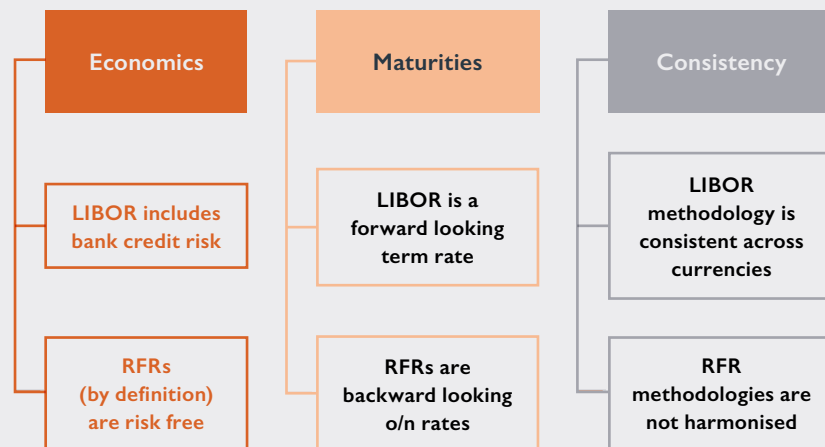 Economics
LIBOR includes
bank credit risk
RFRs
(by definition)
are risk free
Maturities
LIBOR is a
forward looking
term rate
RFRs are
backward looking
o/n rates
Consistency
LIBOR
methodology is
consistent across
currencies
RFR
methodologies are
not harmonised